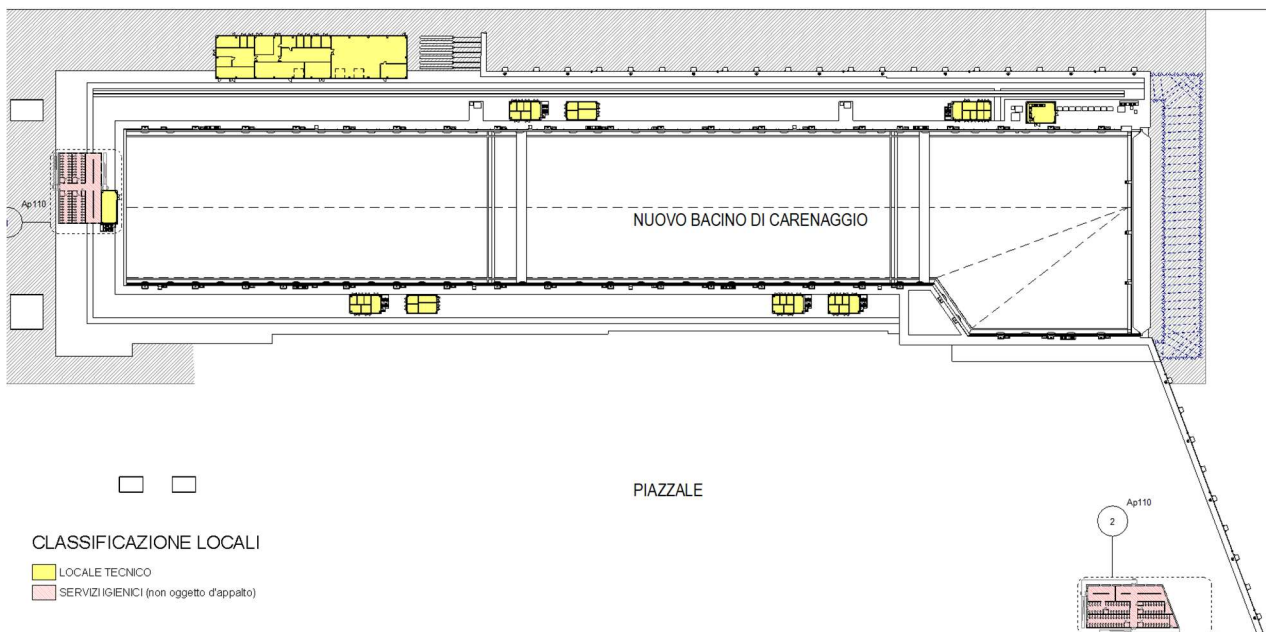 Ap110
NUOVO BACINO DI CARENAGGIO
PIAZZALE
Ap110
2
CLASSIFICAZIONE LOCALI
LOCALE TECNICO
SERVIZI IGIENICI (non oggetto d'appalto)